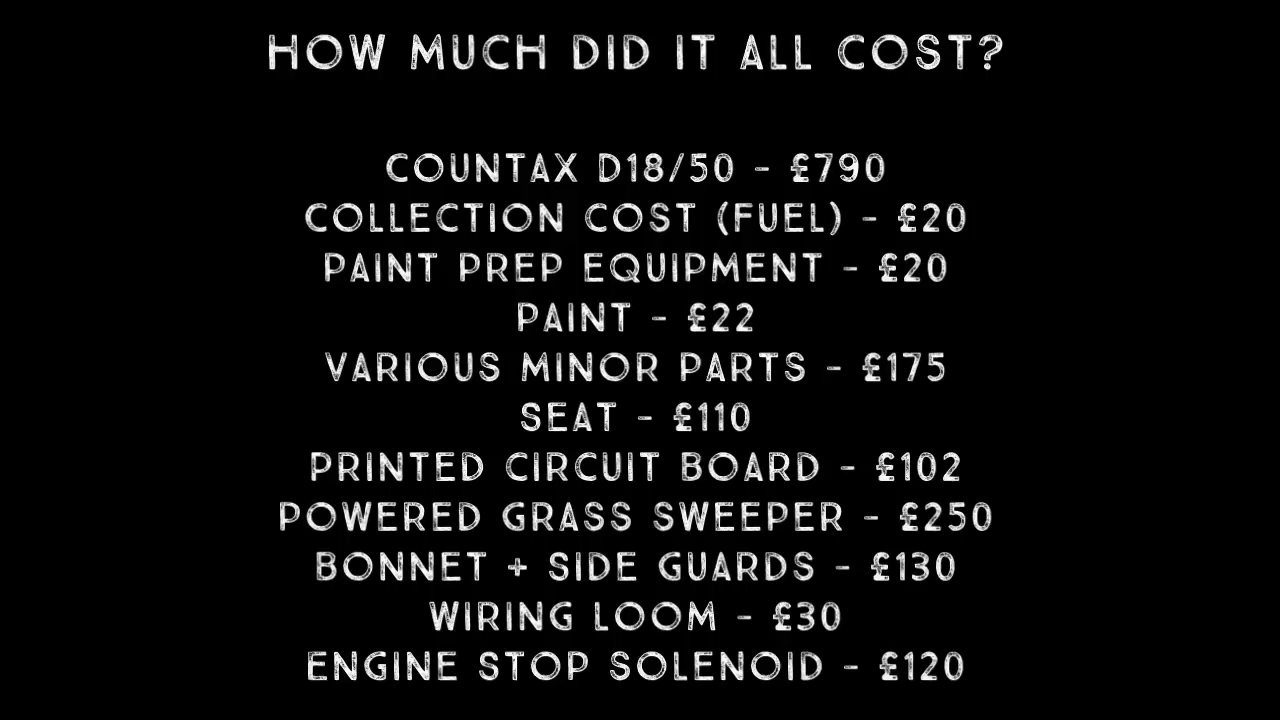 HOW MUCH DID IT ALL COST?
COUNTAX D18/50 - £790
COLLECTION COST (FUEL) - £20
PAINT PREP EQUIPMENT - £20
PAINT - £22
VARIOUS MINOR PARTS - £175
SEAT - £110
PRINTED CIRCUIT BOARD - £102
POWERED GRASS SWEEPER - £250
BONNET + SIDE GUARDS - £130
WIRING LOOM - £30
ENGINE STOP SOLENOID - £120